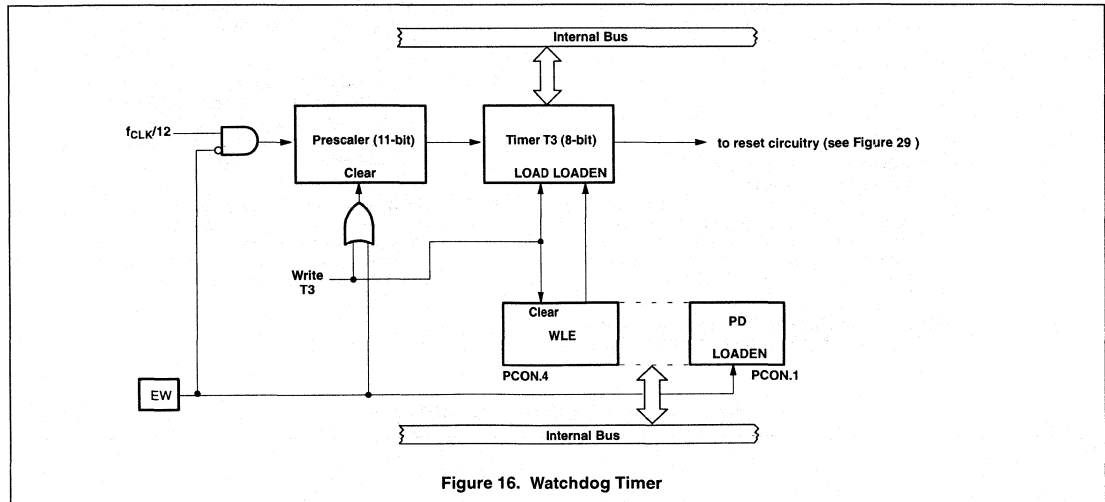 Internal Bus
fCLK/12
Prescaler (11-bit)
Clear
Timer T3 (8-bit)
LOAD LOADEN
to reset circuitry (see Figure 29 )
Write
T3
Clear
WLE
PCON.4
PD
LOADEN
PCON.1
EW
Internal Bus
Figure 16. Watchdog Timer